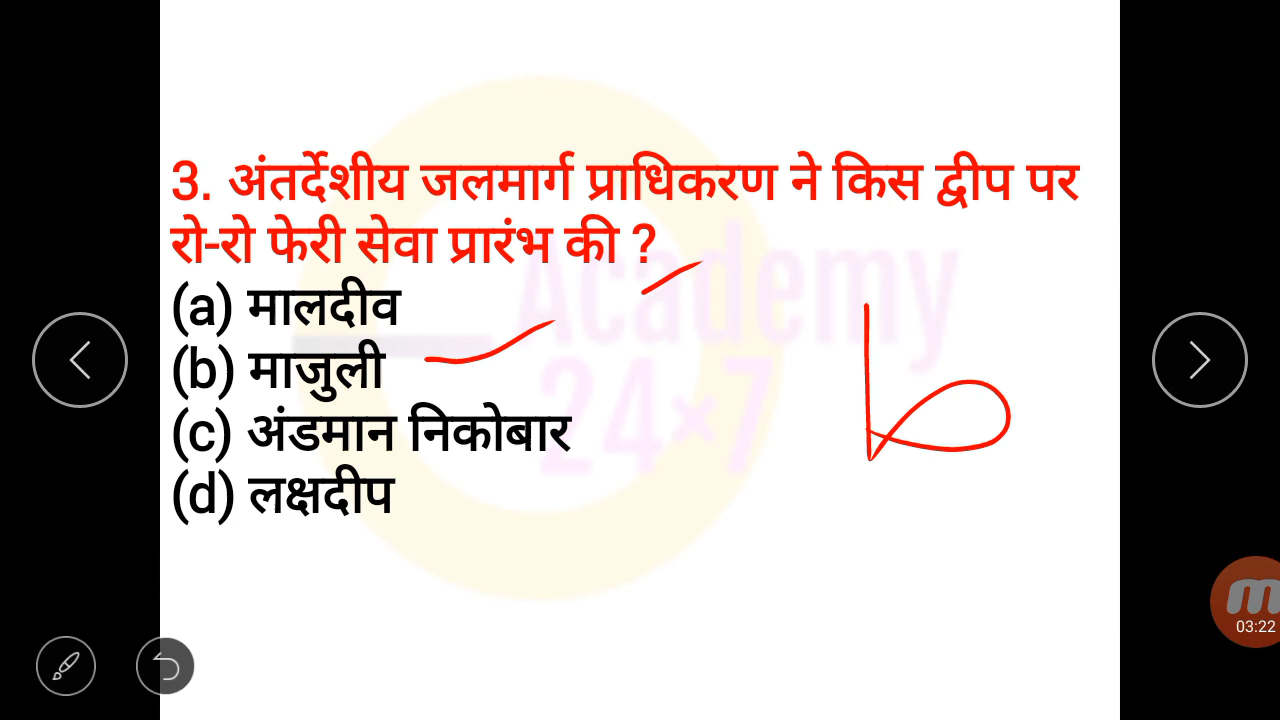 3. अंतर्देशीय जलमार्ग प्राधिकरण ने किस द्वीप पर
रो-रो फेरी सेवा प्रारंभ की ?
(a) मालदीव
(b) माजुली
(c) अंडमान निकोबार
(d) लक्षदीप
Academy
24×7
b
03:22